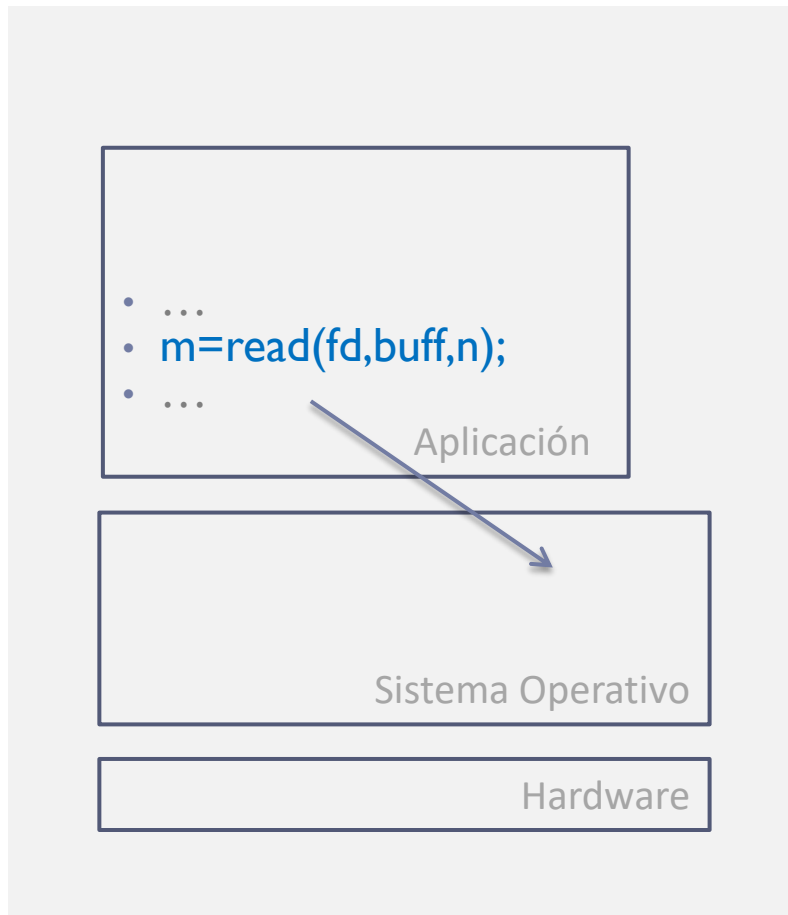 • …
• m=read(fd,buff,n);
• …
Aplicación
Sistema Operativo
Hardware